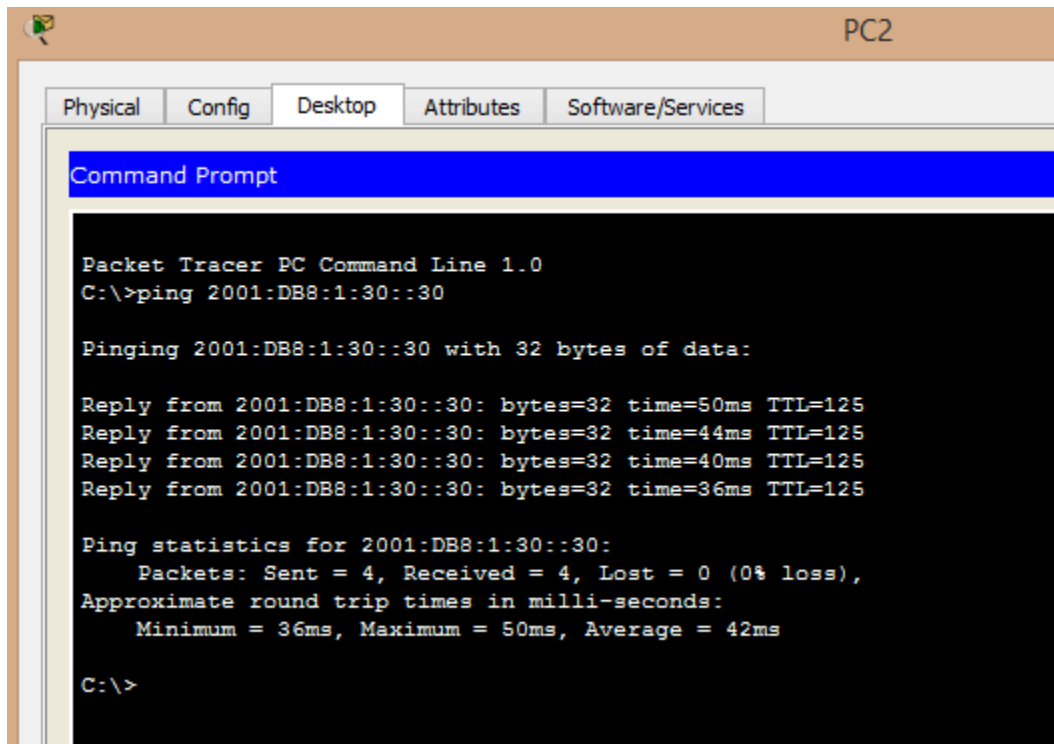 PC2
Physical Config Desktop Attributes Software/Services
Command Prompt
Packet Tracer PC Command Line 1.0
C:\>ping 2001:DB8:1:30::30
Pinging 2001:DB8:1:30::30 with 32 bytes of data:
Reply from 2001:DB8:1:30::30: bytes=32 time=50ms TTL=125
Reply from 2001:DB8:1:30::30: bytes=32 time=44ms TTL=125
Reply from 2001:DB8:1:30::30: bytes=32 time=40ms TTL=125
Reply from 2001:DB8:1:30::30: bytes=32 time=36ms TTL=125
Ping statistics for 2001:DB8:1:30::30:
Packets: Sent = 4, Received = 4, Lost = 0 (0% loss),
Approximate round trip times in milli-seconds:
Minimum = 36ms, Maximum = 50ms, Average = 42ms
C:\>